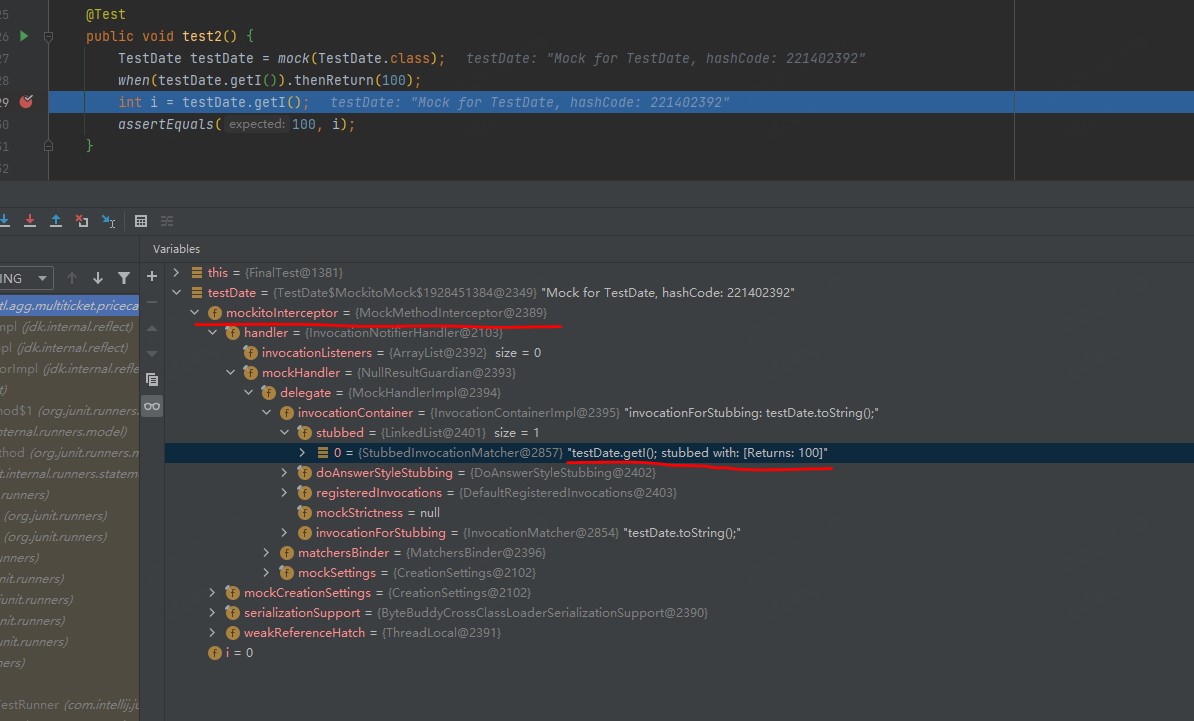 25
@Test
26
public void test2() {
27
TestDate testDate = mock(TestDate.class);   testDate: "Mock for TestDate, hashCode: 221402392"
28
when(testDate.getI()).thenReturn(100);
29
int i = testDate.getI();   testDate: "Mock for TestDate, hashCode: 221402392"
30
assertEquals( expected: 100, i);
31
}
32
Variables
ING
this = {FinalTest@1381}
testDate = {TestDate$MockitoMock$1928451384@2349} "Mock for TestDate, hashCode: 221402392"
tl.agg.multiticket.priceca
mockitoInterceptor = {MockMethodInterceptor@2389}
mpl (jdk.internal.reflect)
handler = {InvocationNotifierHandler@2103}
pl (jdk.internal.reflect)
invocationListeners = {ArrayList@2392} size = 0
orImpl (jdk.internal.refle
mockHandler = {NullResultGuardian@2393}
t)
delegate = {MockHandlerImpl@2394}
nod$1 (org.junit.runners.
invocationContainer = {InvocationContainerImpl@2395} "invocationForStubbing: testDate.toString();"
nternal.runners.model)
stubbed = {LinkedList@2401} size = 1
thod (org.junit.runners.n
0 = {StubbedInvocationMatcher@2857} "testDate.getI(); stubbed with: [Returns: 100]"
t.internal.runners.statem
doAnswerStyleStubbing = {DoAnswerStyleStubbing@2402}
.runners)
registeredInvocations = {DefaultRegisteredInvocations@2403}
(org.junit.runners)
mockStrictness = null
(org.junit.runners)
invocationForStubbing = {InvocationMatcher@2854} "testDate.toString();"
nners)
matchersBinder = {MatchersBinder@2396}
nit.runners)
mockSettings = {CreationSettings@2102}
junit.runners)
mockCreationSettings = {CreationSettings@2102}
unit.runners)
serializationSupport = {ByteBuddyCrossClassLoaderSerializationSupport@2390}
unit.runners)
weakReferenceHatch = {ThreadLocal@2391}
i = 0
ners)
estRunner (com.intellij.ju